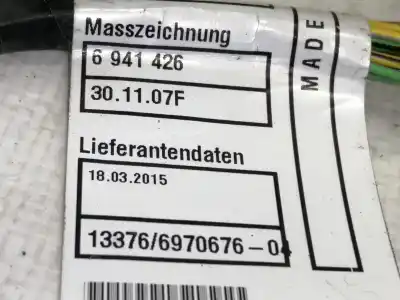 Masszeichnung
6 941 426
30.11.07F
Lieferantendaten
18.03.2015
13376/6970676-04
MADE